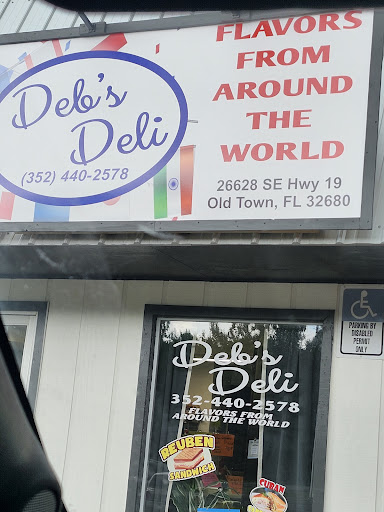 Deb's
Deli
(352) 440-2578
FLAVORS
FROM
AROUND
THE
WORLD
26628 SE Hwy 19
Old Town, FL 32680
PARKING BY
DISABLED
PERMIT
ONLY
Deb's
Deli
352-440-2578
FLAVORS FROM
AROUND THE WORLD
REUBEN
SANDWICH
CUBAN